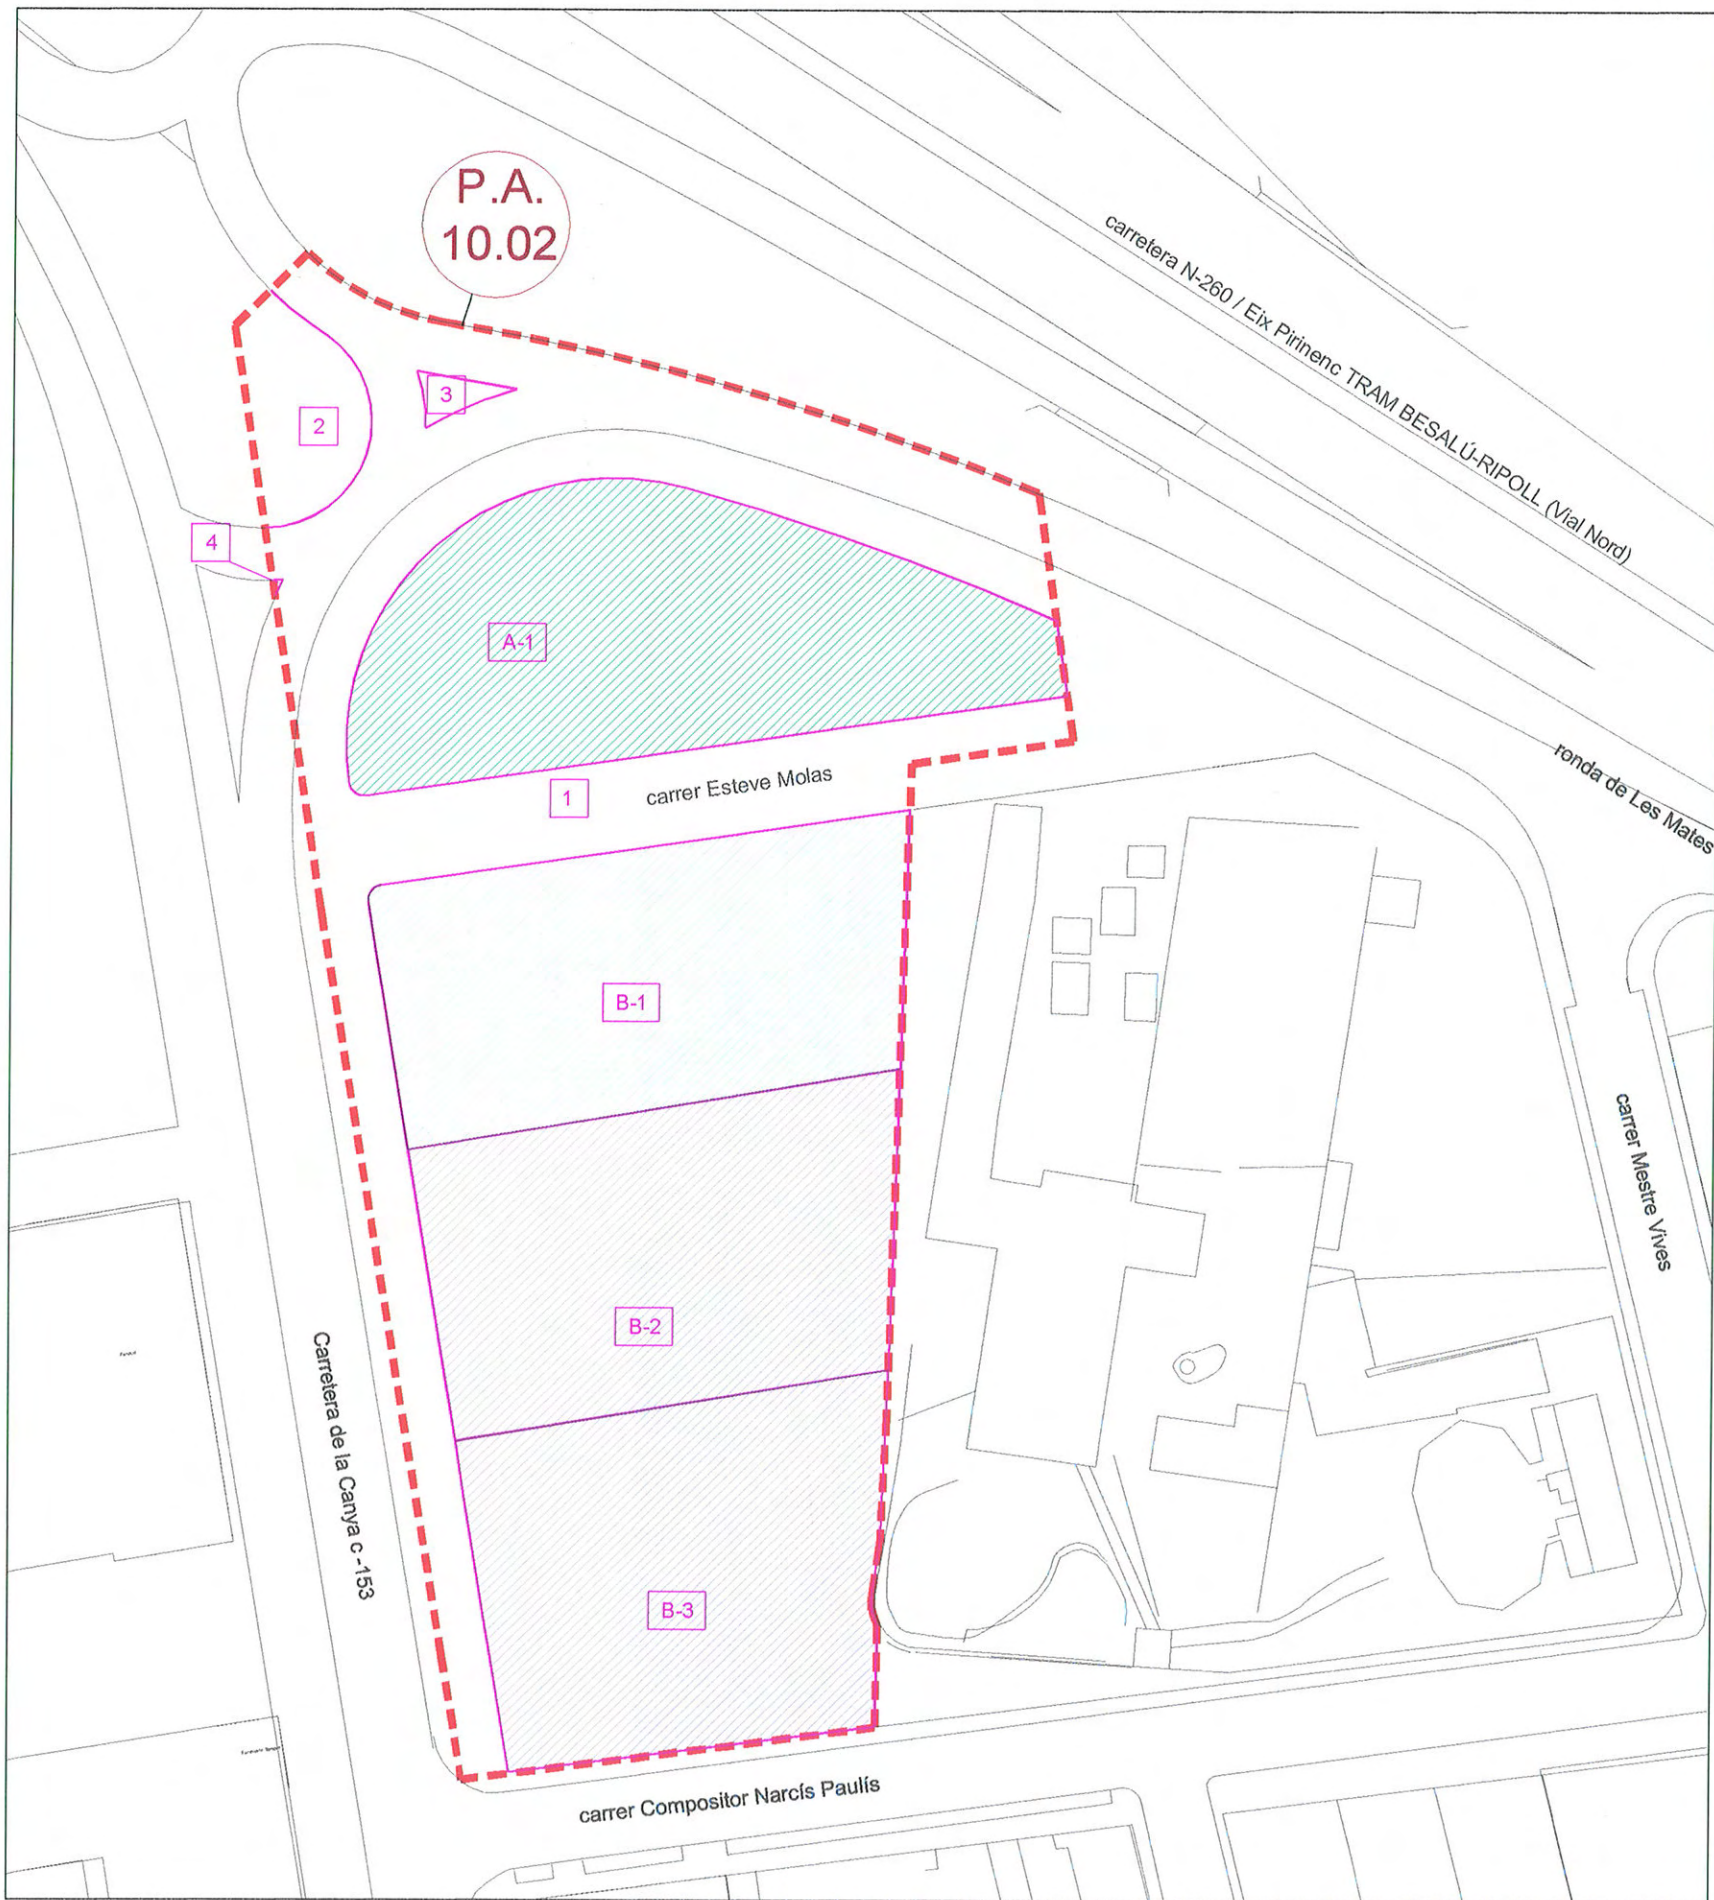 P.A.
10.02
carretera N-260 / Eix Pirinenc TRAM BESALÚ-RIPOLL (Vial Nord)
3
2
4
A-1
ronda de Les Mates
1
carrer Esteve Molas
B-1
carrer Mestre Vives
B-2
Carretera de la Canya c -153
B-3
carrer Compositor Narcís Paulís